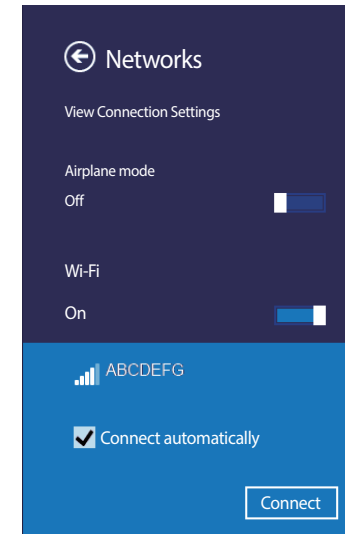 Networks
View Connection Settings
Airplane mode
Off
Wi-Fi
On
ABCDEFG
Connect automatically
Connect